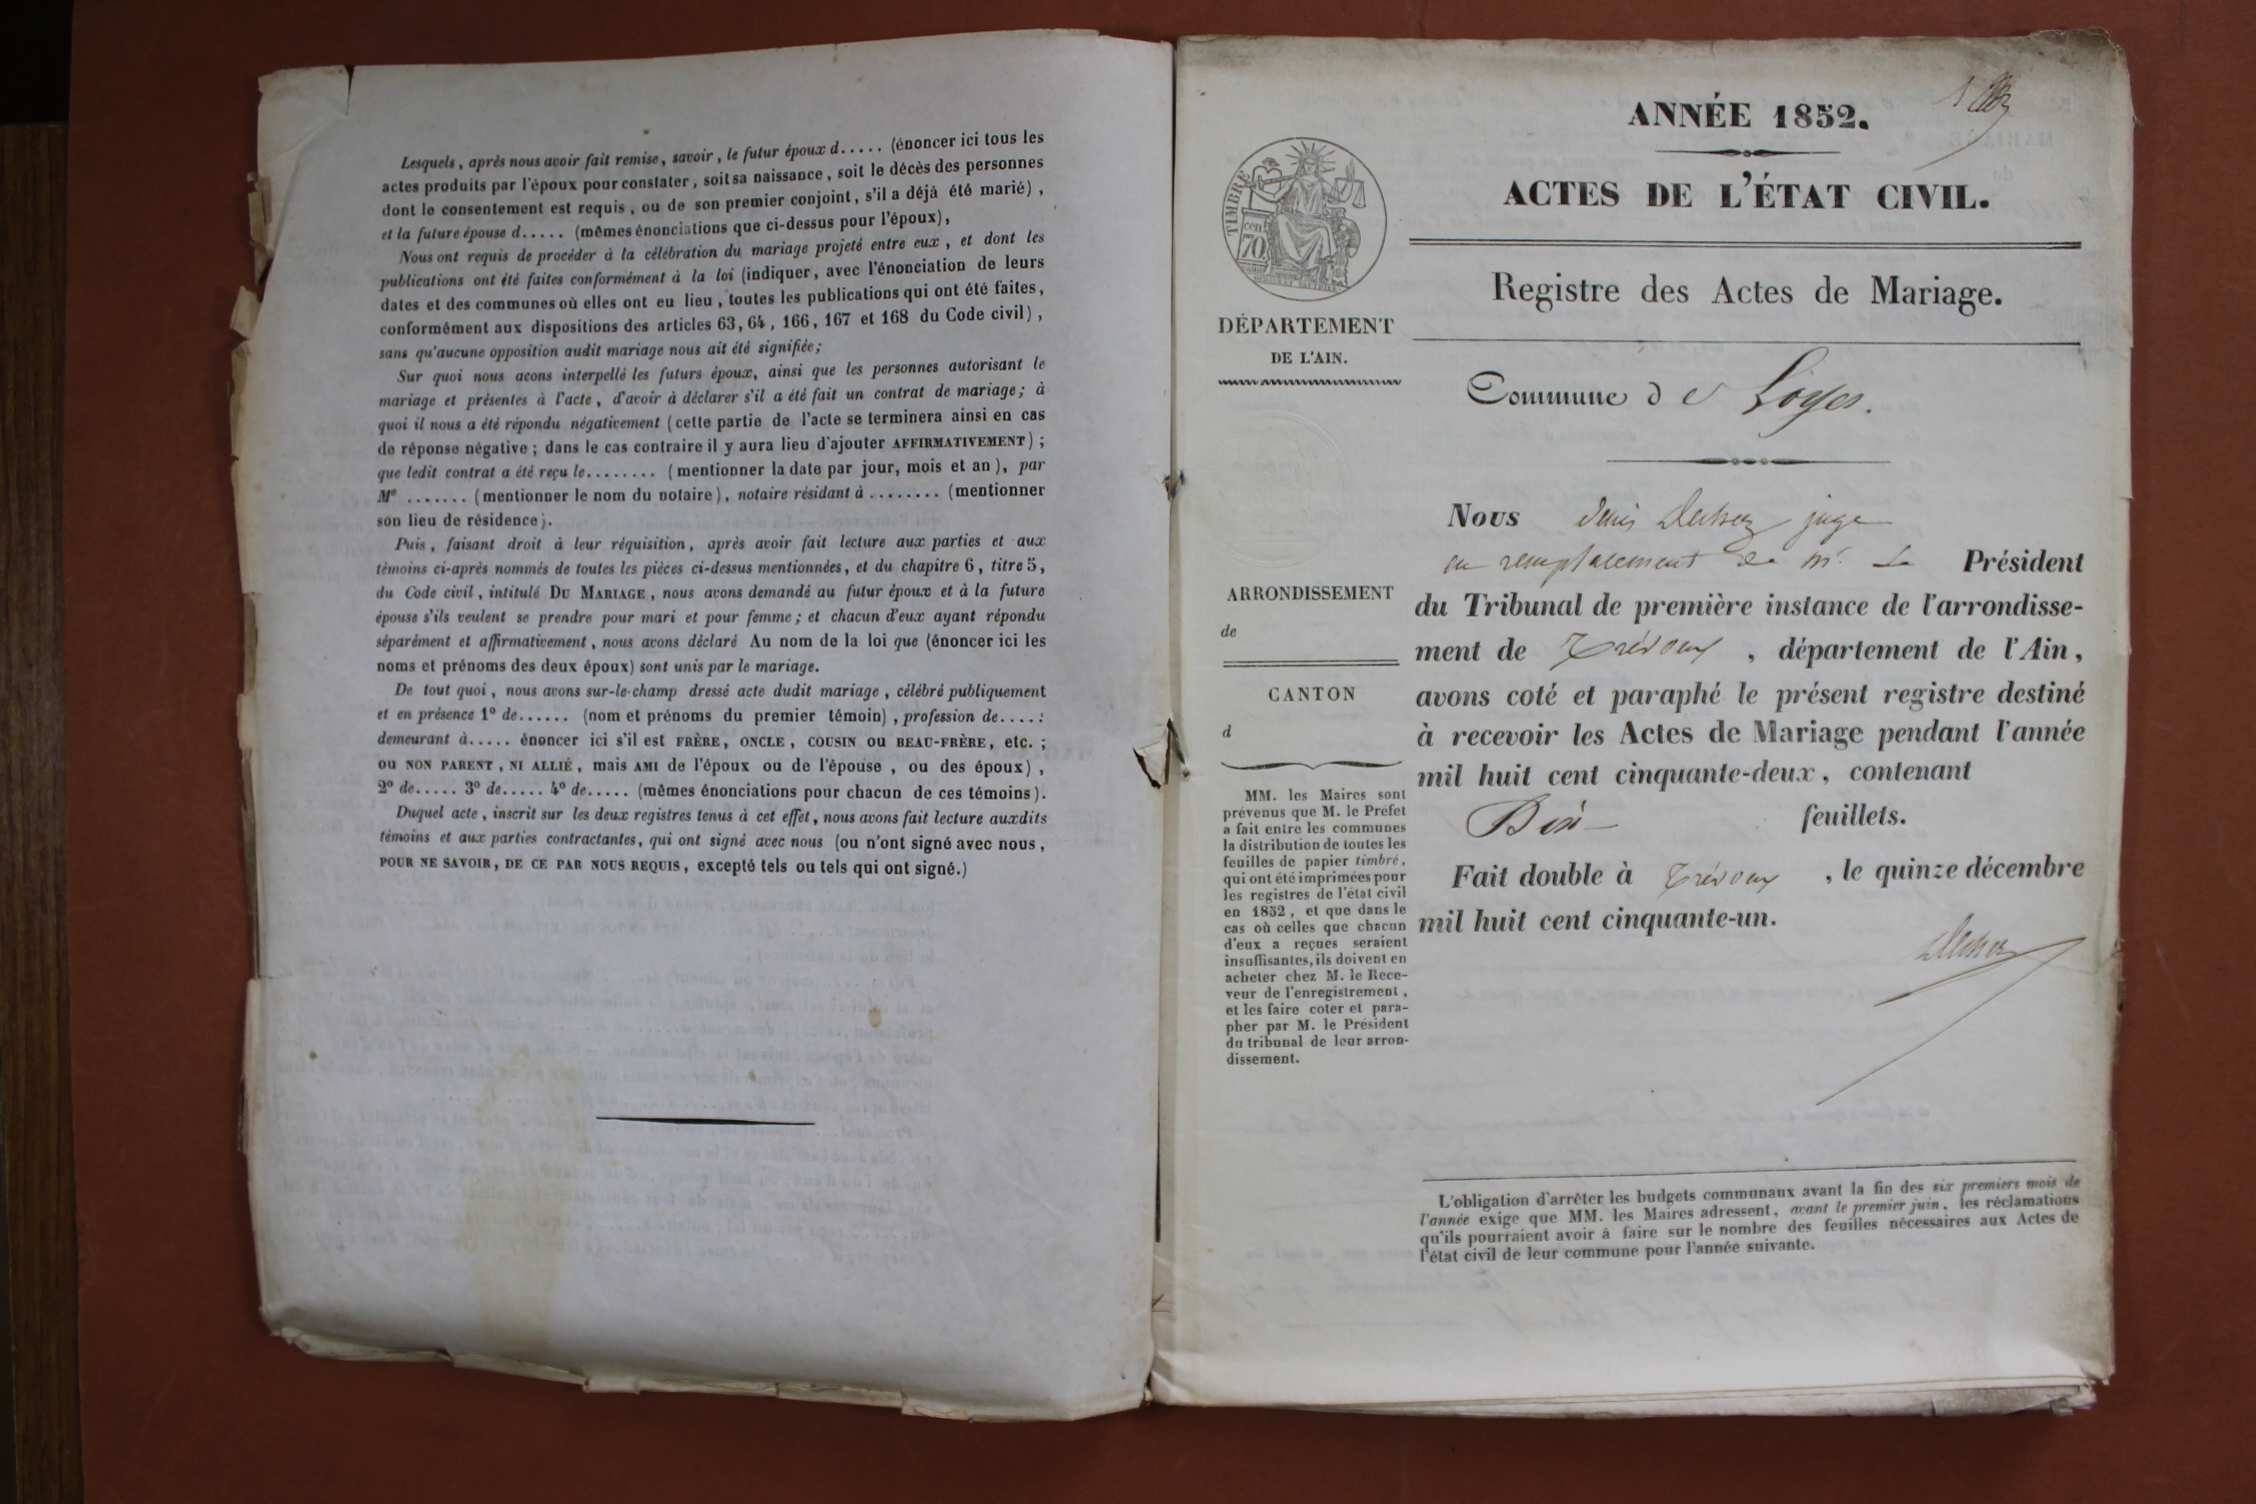 Lesquels, après nous avoir fait remise, savoir, le futur époux d..... (énoncer ici tous les
actes produits par l'époux pour constater, soit sa naissance, soit le décès des personnes
dont le consentement est requis, ou de son premier conjoint, s'il a déjà été marié),
et la future épouse d..... (mêmes énonciations que ci-dessus pour l'époux),
Nous ont requis de procéder à la célébration du mariage projeté entre eux, et dont les
publications ont été faites conformément à la loi (indiquer, avec l'énonciation de leurs
dates et des communes où elles ont eu lieu, toutes les publications qui ont été faites,
conformément aux dispositions des articles 63, 64, 166, 167 et 168 du Code civil),
sans qu'aucune opposition audit mariage nous ait été signifiée;
Sur quoi nous avons interpellé les futurs époux, ainsi que les personnes autorisant le
mariage et présentes à l'acte, d'avoir à déclarer s'il a été fait un contrat de mariage; à
quoi il nous a été répondu négativement (cette partie de l'acte se terminera ainsi en cas
de réponse négative; dans le cas contraire il y aura lieu d'ajouter AFFIRMATIVEMENT);
que ledit contrat a été reçu le........ (mentionner la date par jour, mois et an), par
Me ....... (mentionner le nom du notaire), notaire résidant à ........ (mentionner
son lieu de résidence).
Puis, faisant droit à leur réquisition, après avoir fait lecture aux parties et aux
témoins ci-après nommés de toutes les pièces ci-dessus mentionnées, et du chapitre 6, titre 5,
du Code civil, intitulé DU MARIAGE, nous avons demandé au futur époux et à la future
épouse s'ils veulent se prendre pour mari et pour femme; et chacun d'eux ayant répondu
séparément et affirmativement, nous avons déclaré Au nom de la loi que (énoncer ici les
noms et prénoms des deux époux) sont unis par le mariage.
De tout quoi, nous avons sur-le-champ dressé acte dudit mariage, célébré publiquement
et en présence 1º de...... (nom et prénoms du premier témoin), profession de....:
demeurant à..... énoncer ici s'il est FRÈRE, ONCLE, COUSIN OU BEAU-FRÈRE, etc.;
OU NON PARENT, NI ALLIÉ, mais AMI de l'époux ou de l'épouse, ou des époux),
2º de..... 3º de..... 4º de..... (mêmes énonciations pour chacun de ces témoins).
Duquel acte, inscrit sur les deux registres tenus à cet effet, nous avons fait lecture auxdits
témoins et aux parties contractantes, qui ont signé avec nous (ou n'ont signé avec nous,
POUR NE SAVOIR, DE CE PAR NOUS REQUIS, excepté tels ou tels qui ont signé.)
ANNÉE 1852.
ACTES DE L'ÉTAT CIVIL.
Registre des Actes de Mariage.
TIMBRE
70
DÉPARTEMENT
DE L'AIN.
ARRONDISSEMENT
de
CANTON
d
MM. les Maires sont
prévenus que M. le Préfet
a fait entre les communes
la distribution de toutes les
feuilles de papier timbré,
qui ont été imprimées pour
les registres de l'état civil
en 1852, et que dans le
cas où celles que chacun
d'eux a reçues seraient
insuffisantes, ils doivent en
acheter chez M. le Rece-
veur de l'enregistrement,
et les faire coter et para-
pher par M. le Président
du tribunal de leur arron-
dissement.
Commune de Loyes.
Nous Denis juge
en remplacement de Mr. Le Président
du Tribunal de première instance de l'arrondisse-
ment de Trévoux, département de l'Ain,
avons coté et paraphé le présent registre destiné
à recevoir les Actes de Mariage pendant l'année
mil huit cent cinquante-deux, contenant
Dix feuillets.
Fait double à Trévoux, le quinze décembre
mil huit cent cinquante-un.
L'obligation d'arrêter les budgets communaux avant la fin des six premiers mois de
l'année exige que MM. les Maires adressent, avant le premier juin, les réclamations
qu'ils pourraient avoir à faire sur le nombre des feuilles nécessaires aux Actes de
l'état civil de leur commune pour l'année suivante.